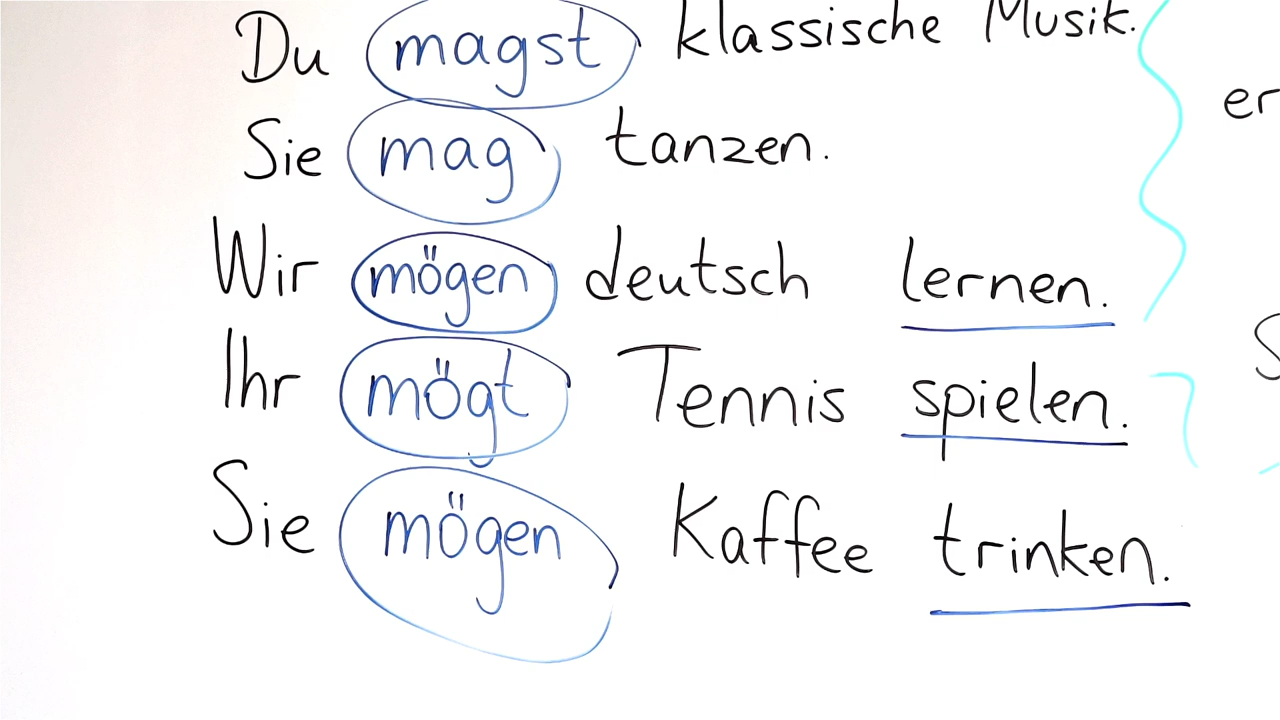 Du magst klassische Musik.
er
Sie mag tanzen.
Wir mögen deutsch lernen.
Ihr mögt Tennis spielen.
S
Sie mögen Kaffee trinken.